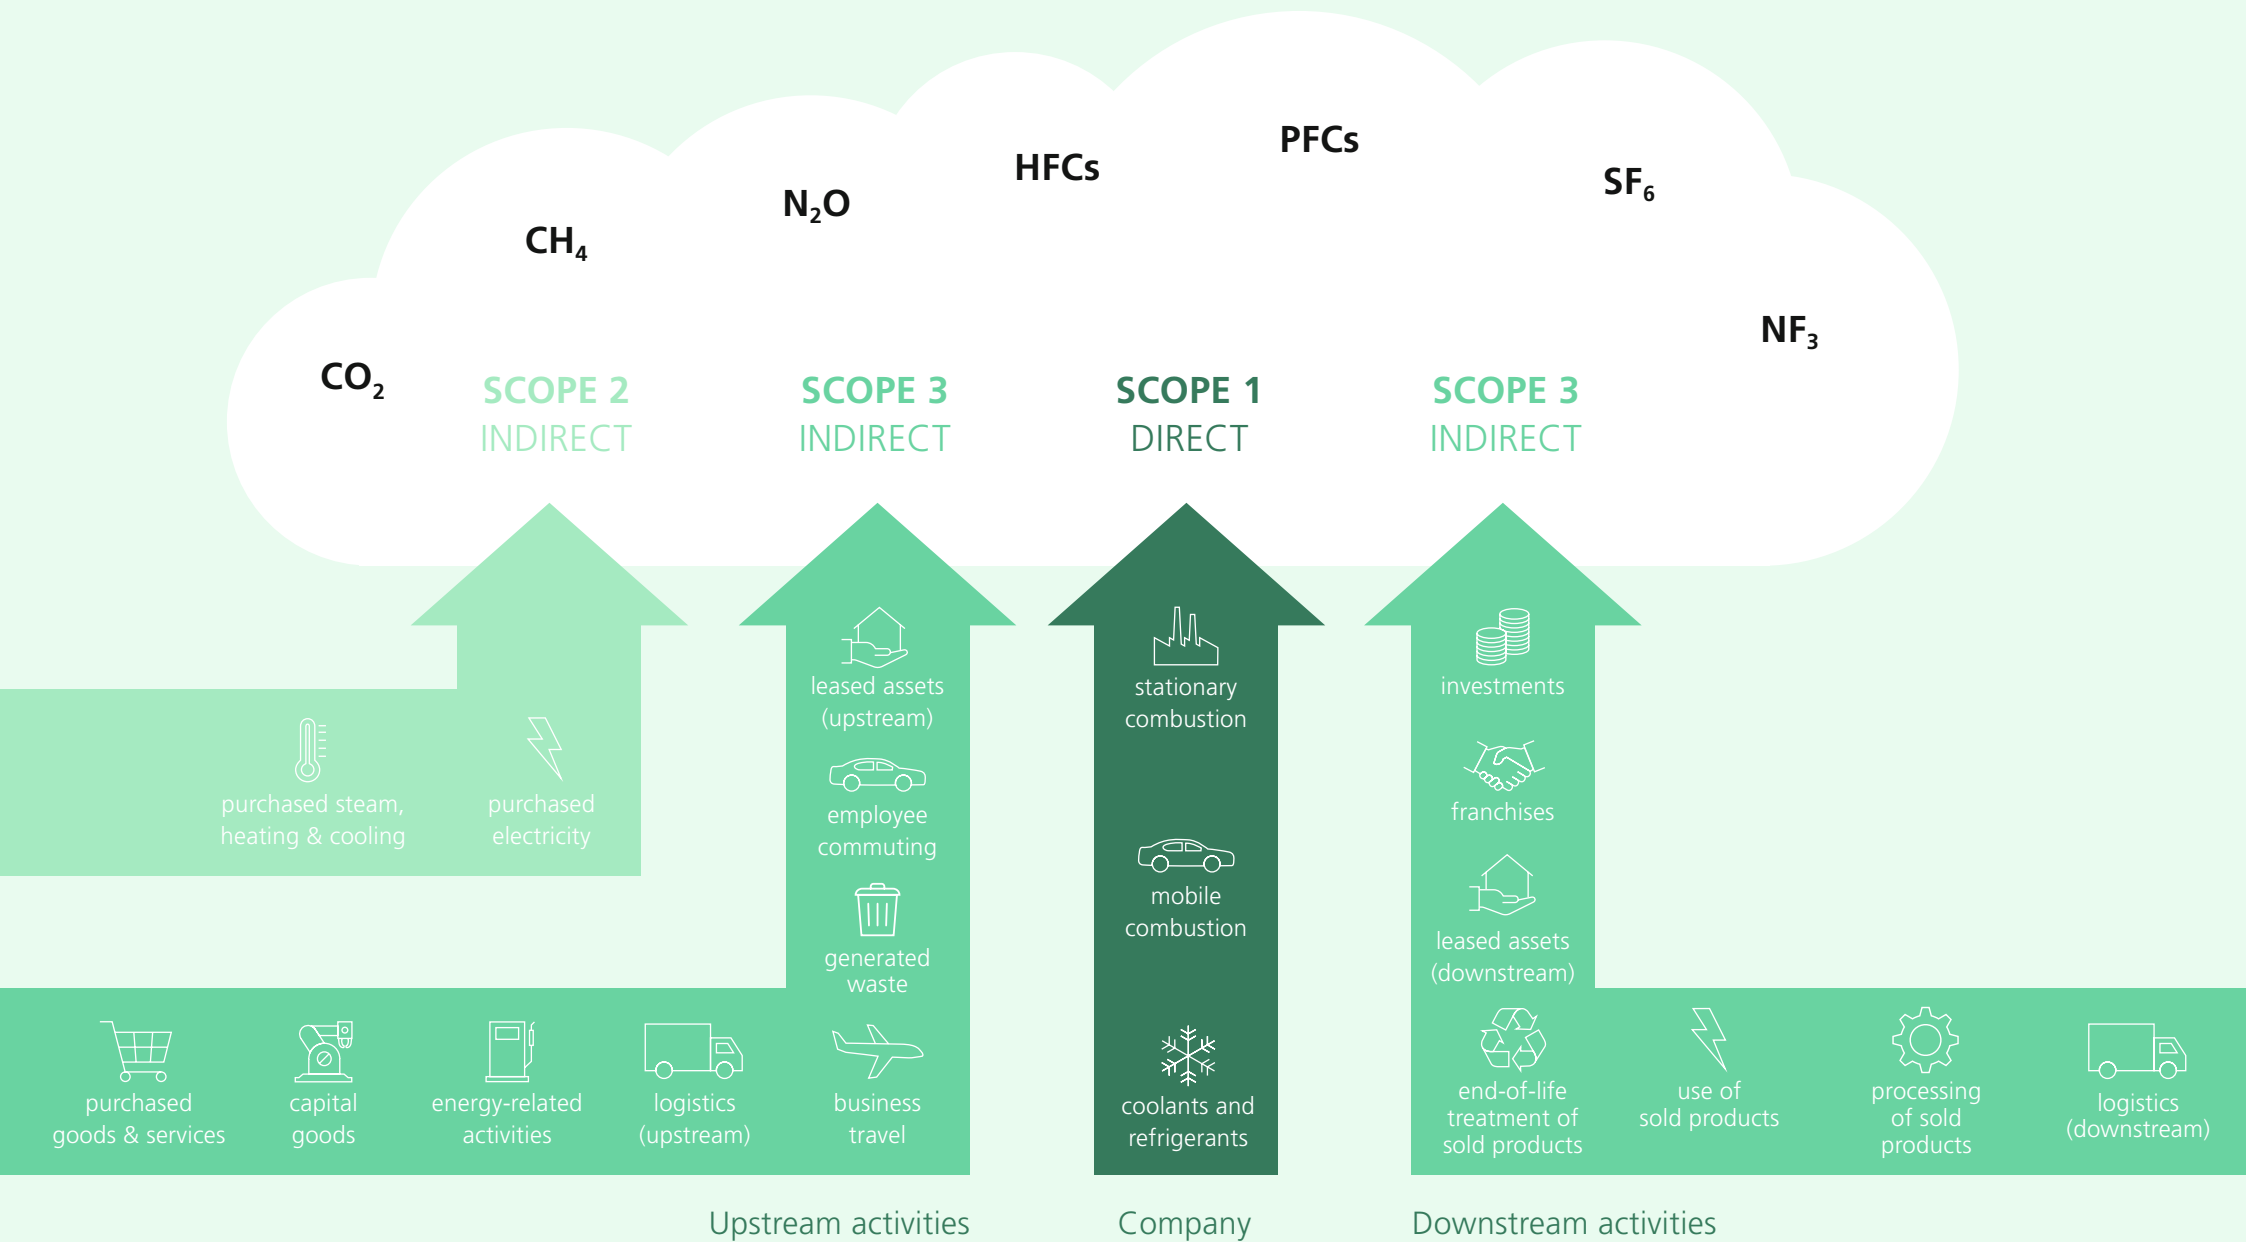 PFCs
HFCs
SF₆
N₂O
CH₄
NF₃
CO₂
SCOPE 2
INDIRECT
SCOPE 3
INDIRECT
SCOPE 1
DIRECT
SCOPE 3
INDIRECT
purchased steam,
heating & cooling
purchased
electricity
leased assets
(upstream)
employee
commuting
generated
waste
purchased
goods & services
capital
goods
energy-related
activities
logistics
(upstream)
business
travel
stationary
combustion
mobile
combustion
coolants and
refrigerants
investments
franchises
leased assets
(downstream)
end-of-life
treatment of
sold products
use of
sold products
processing
of sold
products
logistics
(downstream)
Upstream activities
Company
Downstream activities